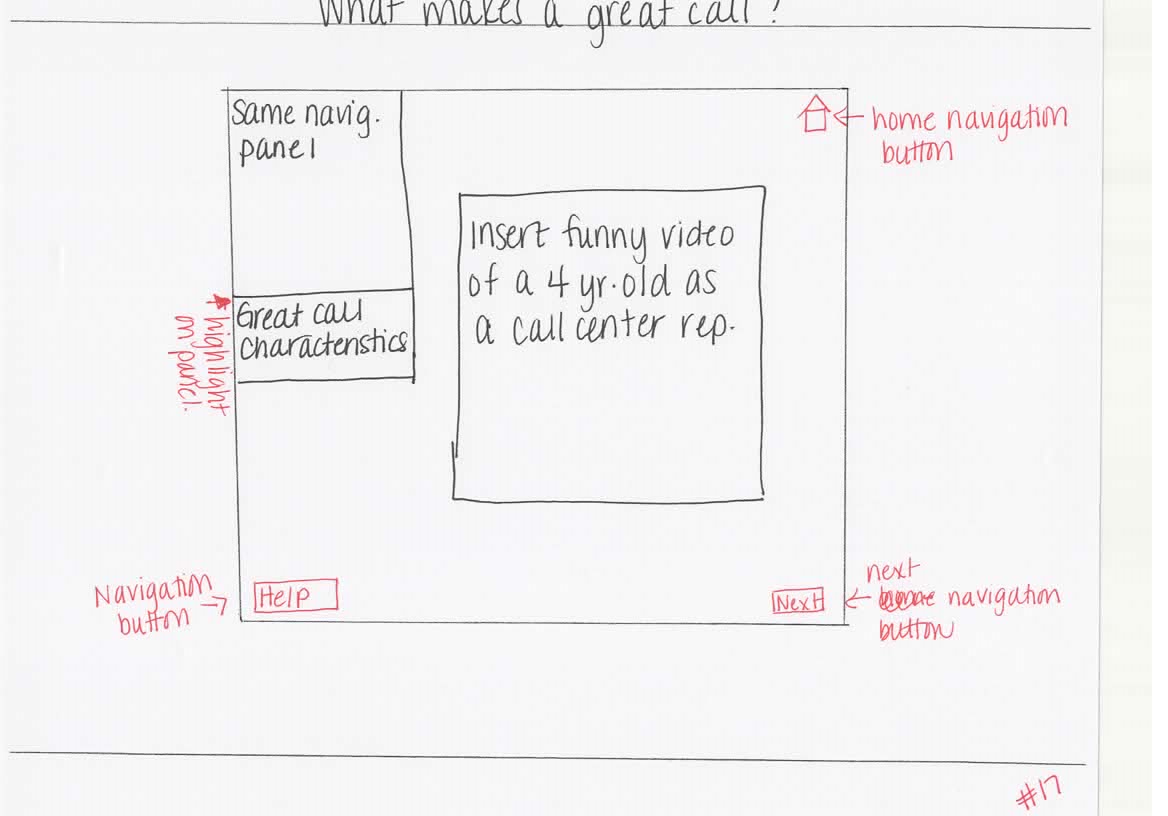 What makes a great call?
Same navig.
panel
home navigation
button
Insert funny video
of a 4 yr. old as
a call center rep.
Great call
characteristics
highlight
on panel.
Navigation
button
Help
Next
next
navigation
button
#17